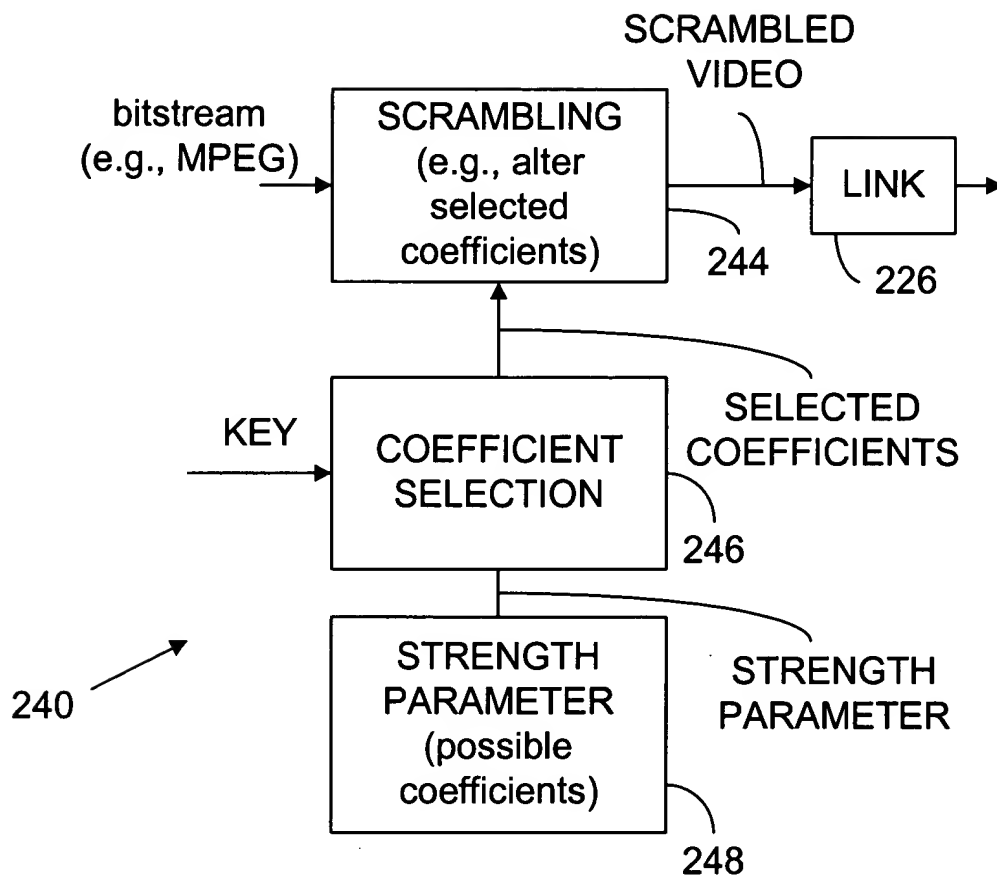 SCRAMBLED
VIDEO
bitstream
(e.g., MPEG)
SCRAMBLING
(e.g., alter
selected
coefficients)
LINK
244
226
SELECTED
COEFFICIENTS
KEY
COEFFICIENT
SELECTION
246
STRENGTH
PARAMETER
(possible
coefficients)
STRENGTH
PARAMETER
240
248